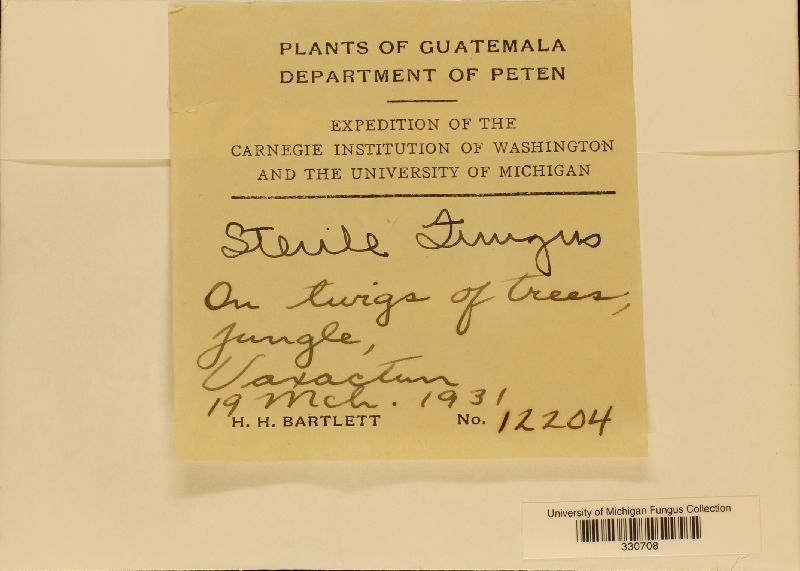 PLANTS OF GUATEMALA
DEPARTMENT OF PETEN
EXPEDITION OF THE
CARNEGIE INSTITUTION OF WASHINGTON
AND THE UNIVERSITY OF MICHIGAN
Sterile Fungus
On twigs of trees,
jungle,
Uaxactun
19 Mch. 1931
H. H. BARTLETT No. 12204
University of Michigan Fungus Collection
330708